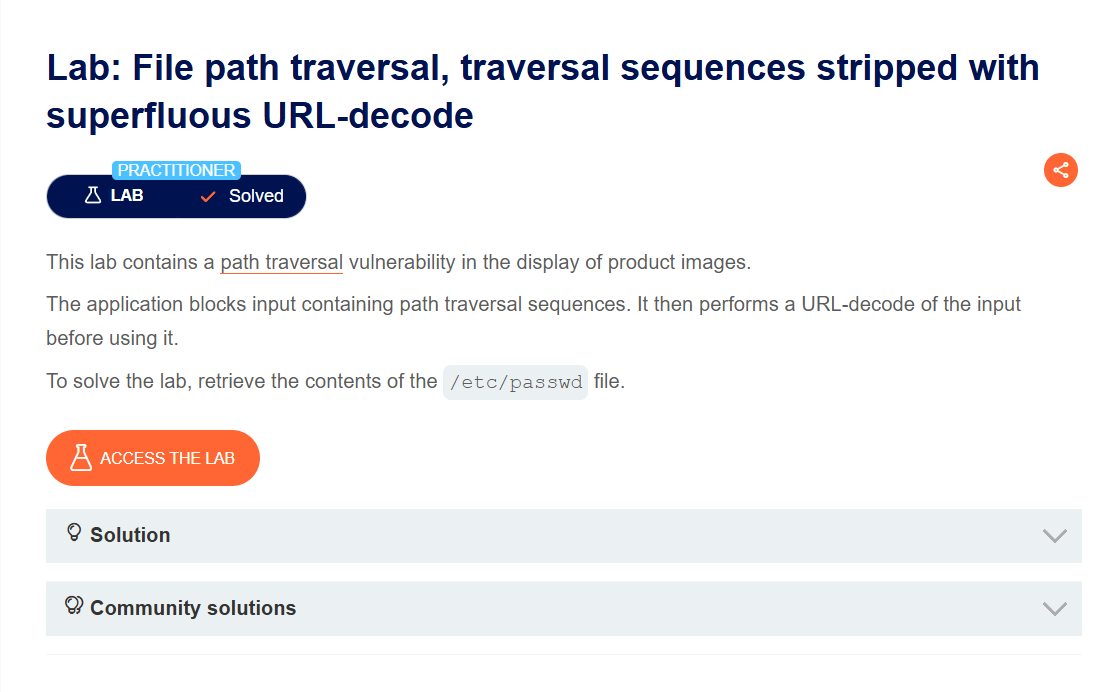 Lab: File path traversal, traversal sequences stripped with
superfluous URL-decode
PRACTITIONER
LAB Solved
This lab contains a path traversal vulnerability in the display of product images.
The application blocks input containing path traversal sequences. It then performs a URL-decode of the input
before using it.
To solve the lab, retrieve the contents of the /etc/passwd file.
ACCESS THE LAB
Solution
Community solutions